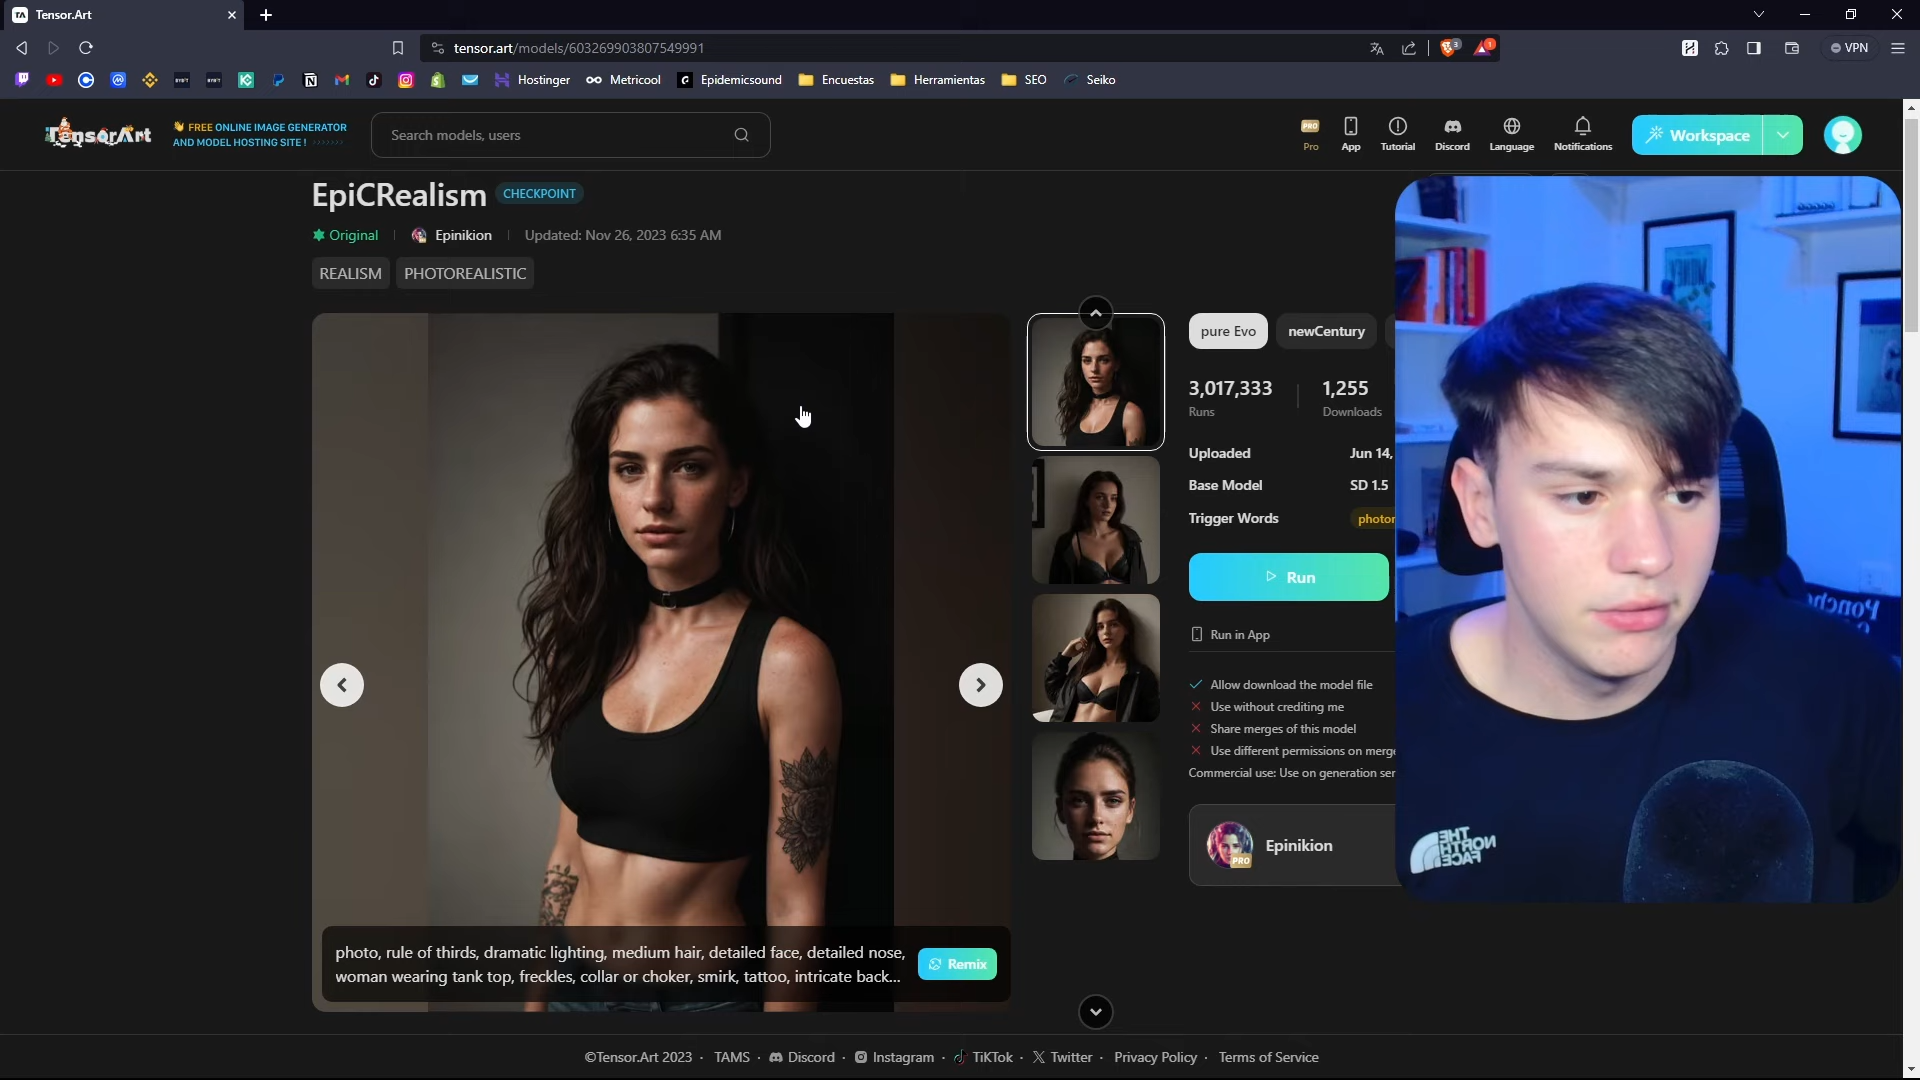 Tensor.Art
tensor.art/models/603269903807549991
VPN
Hostinger
Metricool
Epidemicsound
Encuestas
Herramientas
SEO
Seiko
TensorArt
FREE ONLINE IMAGE GENERATOR
AND MODEL HOSTING SITE !
Search models, users
PRO
Pro
App
Tutorial
Discord
Language
Notifications
Workspace
EpiCRealism
CHECKPOINT
Original
Epinikion
Updated: Nov 26, 2023 6:35 AM
REALISM
PHOTOREALISTIC
pure Evo
newCentury
3,017,333
1,255
Runs
Downloads
Uploaded
Jun 14,
Base Model
SD 1.5
Trigger Words
photor
Run
Run in App
Allow download the model file
Use without crediting me
Share merges of this model
Use different permissions on merge
Commercial use: Use on generation ser
Epinikion
PRO
THE
NORTH
FACE
photo, rule of thirds, dramatic lighting, medium hair, detailed face, detailed nose,
woman wearing tank top, freckles, collar or choker, smirk, tattoo, intricate back...
Remix
©Tensor.Art 2023 · TAMS · Discord · Instagram · TikTok · Twitter · Privacy Policy · Terms of Service